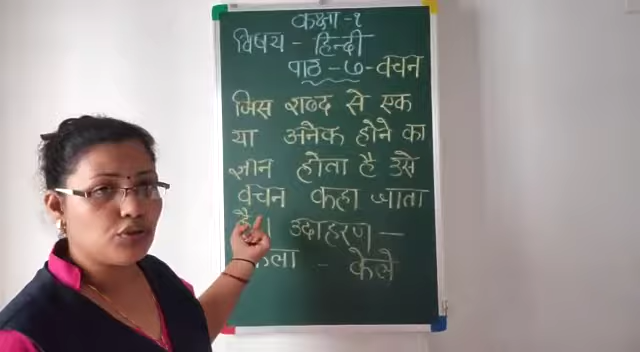 कक्षा - १
विषय - हिन्दी
पाठ - ७ - वचन
जिस शब्द से एक
या अनेक होने का
ज्ञान होता है उसे
वचन कहा जाता
है। उदाहरण -
केला - केले